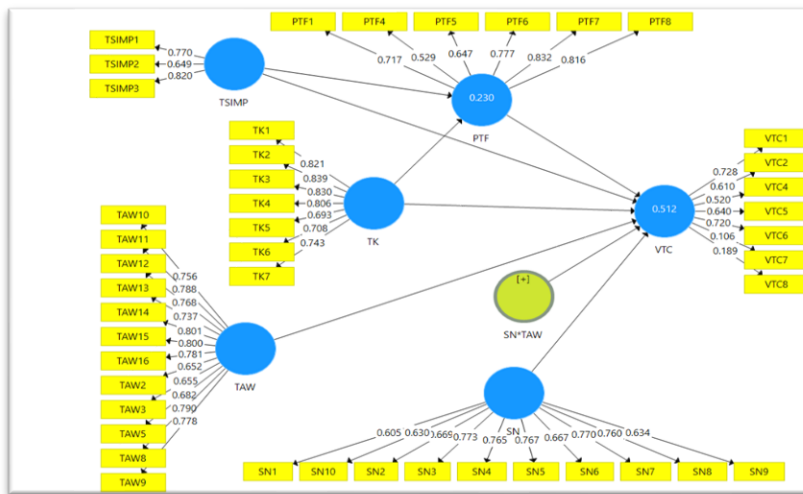 TSIMP1
TSIMP2
TSIMP3
0.770
0.649
0.820
TSIMP
PTF1
PTF4
PTF5
PTF6
PTF7
PTF8
0.717
0.529
0.647
0.777
0.832
0.816
0.230
PTF
TK1
TK2
TK3
TK4
TK5
TK6
TK7
0.821
0.839
0.830
0.806
0.693
0.708
0.743
TK
VTC1
VTC2
VTC4
VTC5
VTC6
VTC7
VTC8
0.728
0.610
0.520
0.640
0.720
0.106
0.189
0.512
VTC
TAW10
TAW11
TAW12
TAW13
TAW14
TAW15
TAW16
TAW2
TAW3
TAW5
TAW8
TAW9
0.756
0.788
0.768
0.737
0.801
0.800
0.781
0.652
0.655
0.682
0.790
0.778
TAW
[+]
SN*TAW
SN
0.605
0.630
0.669
0.773
0.765
0.767
0.667
0.770
0.760
0.634
SN1
SN10
SN2
SN3
SN4
SN5
SN6
SN7
SN8
SN9